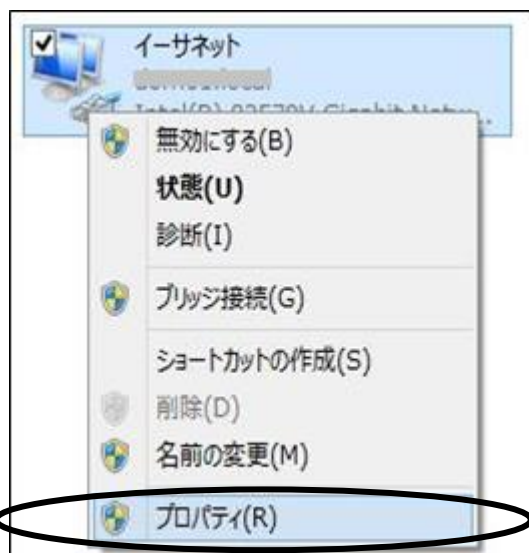 イーサネット
無効にする(B)
状態(U)
診断(I)
ブリッジ接続(G)
ショートカットの作成(S)
削除(D)
名前の変更(M)
プロパティ(R)